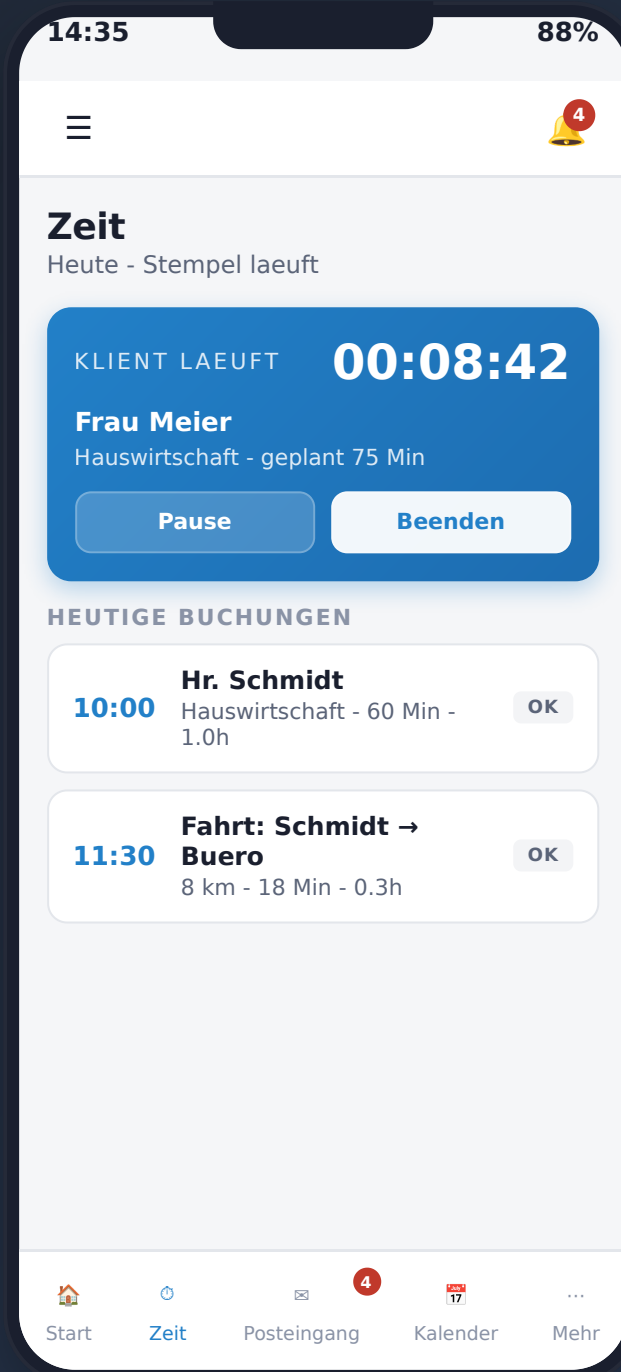 14:35 88%
☰ 4
Zeit
Heute - Stempel laeuft
KLIENT LAEUFT 00:08:42
Frau Meier
Hauswirtschaft - geplant 75 Min
Pause Beenden
HEUTIGE BUCHUNGEN
Hr. Schmidt
10:00 Hauswirtschaft - 60 Min - OK
1.0h
Fahrt: Schmidt →
11:30 Buero OK
8 km - 18 Min - 0.3h
4
Start Zeit Posteingang Kalender Mehr